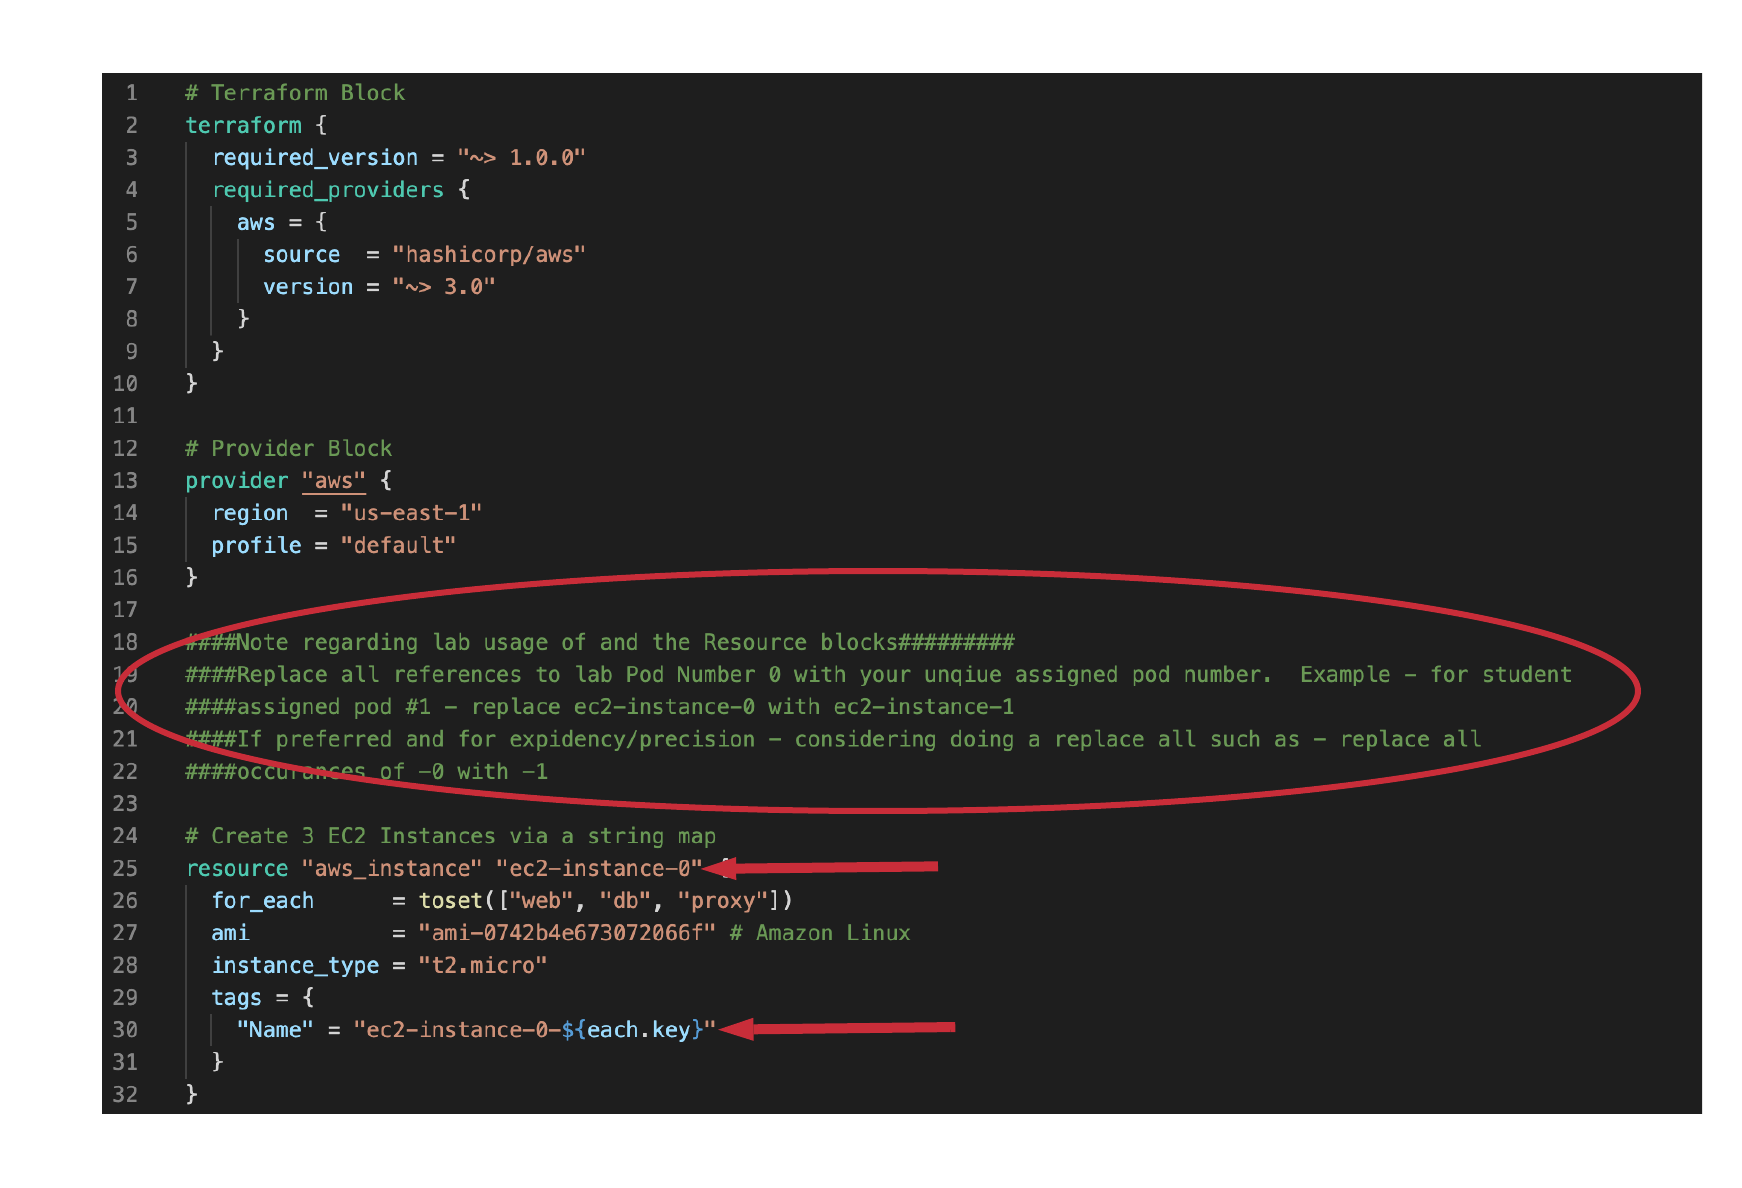 1 # Terraform Block
2 terraform {
3 required_version = "~> 1.0.0"
4 required_providers {
5 aws = {
6 source  = "hashicorp/aws"
7 version = "~> 3.0"
8 }
9 }
10 }
11
12 # Provider Block
13 provider "aws" {
14 region  = "us-east-1"
15 profile = "default"
16 }
17
18 ####Note regarding lab usage of and the Resource blocks#########
19 ####Replace all references to lab Pod Number 0 with your unqiue assigned pod number.  Example - for student
20 ####assigned pod #1 - replace ec2-instance-0 with ec2-instance-1
21 ####If preferred and for expidency/precision - considering doing a replace all such as - replace all
22 ####occurances of -0 with -1
23
24 # Create 3 EC2 Instances via a string map
25 resource "aws_instance" "ec2-instance-0" {
26 for_each      = toset(["web", "db", "proxy"])
27 ami           = "ami-0742b4e673072066f" # Amazon Linux
28 instance_type = "t2.micro"
29 tags = {
30 "Name" = "ec2-instance-0-${each.key}"
31 }
32 }